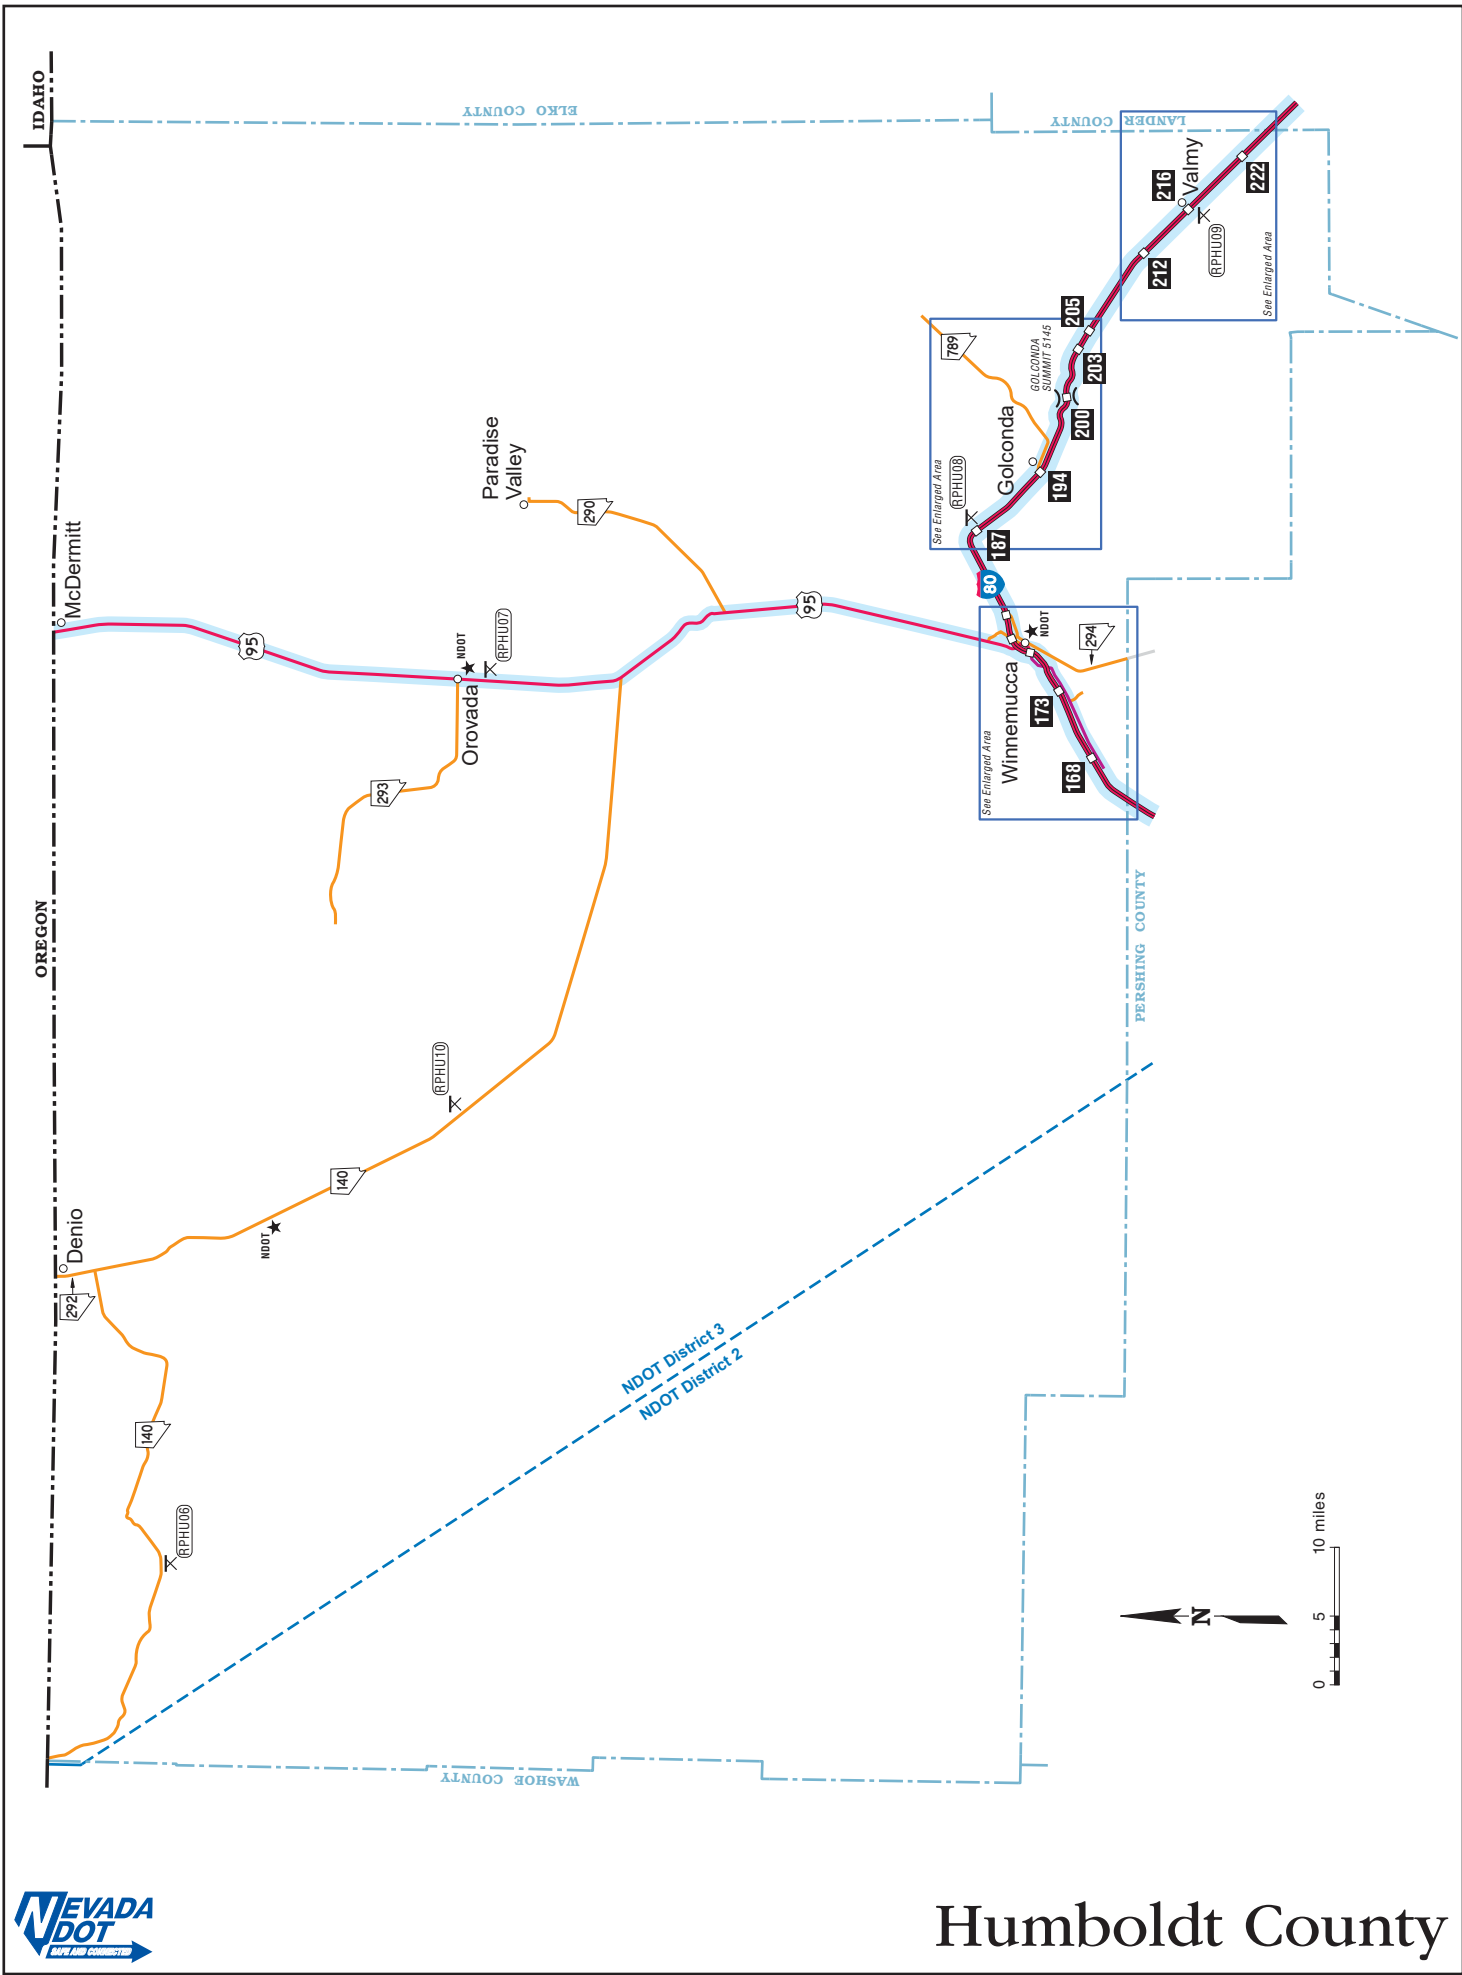 IDAHO
OREGON
ELKO COUNTY
LANDER COUNTY
PERSHING COUNTY
WASHOE COUNTY
McDermitt
95
NDOT
RPHU07
Orovada
293
Paradise
Valley
290
95
Denio
292
140
NDOT
RPHU10
140
RPHU06
NDOT District 3
NDOT District 2
See Enlarged Area
Winnemucca
NDOT
294
173
168
80
See Enlarged Area
RPHU08
187
Golconda
194
789
GOLCONDA
SUMMIT 5145
200
203
205
212
216
Valmy
RPHU09
222
See Enlarged Area
N
0 5 10 miles
NEVADA
DOT
SAFE AND CONNECTED
Humboldt County